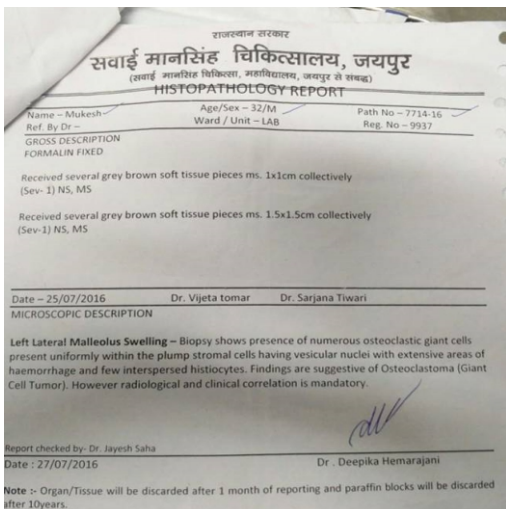 राजस्थान सरकार
सवाई मानसिंह चिकित्सालय, जयपुर
(सवाई मानसिंह चिकित्सा, महाविद्यालय, जयपुर से संबद्ध)
HISTOPATHOLOGY REPORT
Name – Mukesh Age/Sex – 32/M Path No – 7714-16
Ref. By Dr – Ward / Unit – LAB Reg. No – 9937
GROSS DESCRIPTION
FORMALIN FIXED
Received several grey brown soft tissue pieces ms. 1x1cm collectively
(Sev- 1) NS, MS
Received several grey brown soft tissue pieces ms. 1.5x1.5cm collectively
(Sev-1) NS, MS
Date – 25/07/2016 Dr. Vijeta tomar Dr. Sarjana Tiwari
MICROSCOPIC DESCRIPTION
Left Lateral Malleolus Swelling – Biopsy shows presence of numerous osteoclastic giant cells
present uniformly within the plump stromal cells having vesicular nuclei with extensive areas of
haemorrhage and few interspersed histiocytes. Findings are suggestive of Osteoclastoma (Giant
Cell Tumor). However radiological and clinical correlation is mandatory.
Report checked by- Dr. Jayesh Saha
Date : 27/07/2016 Dr . Deepika Hemarajani
Note :- Organ/Tissue will be discarded after 1 month of reporting and paraffin blocks will be discarded
after 10years.